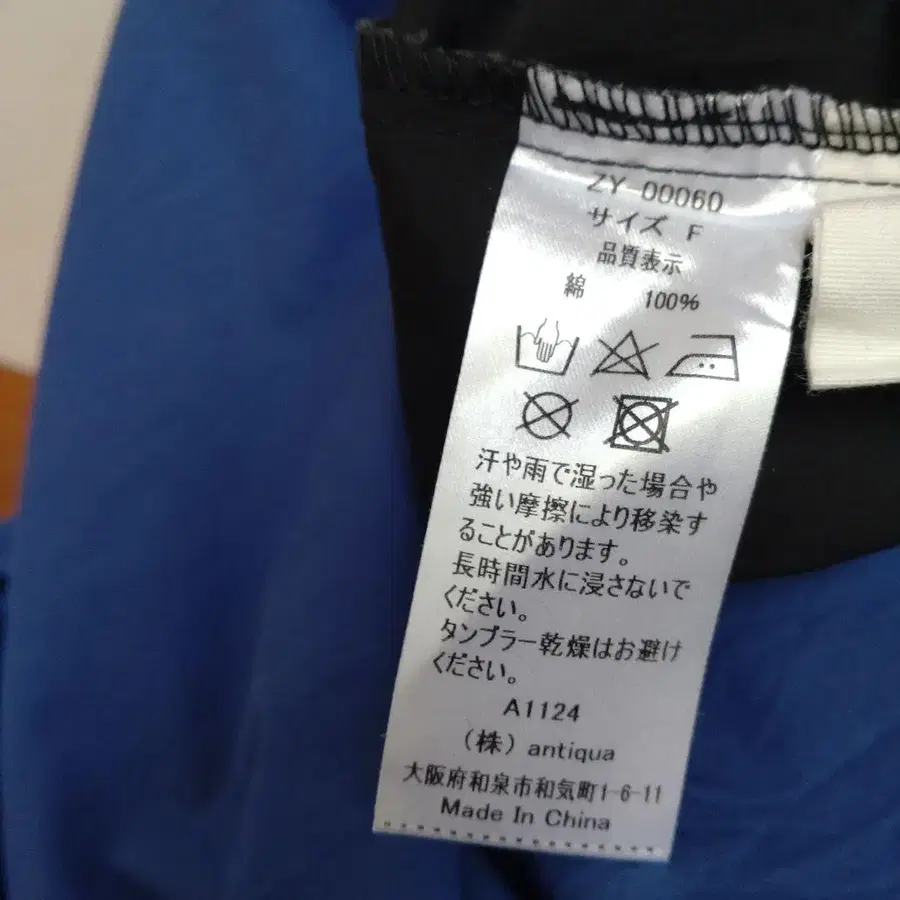 ZY-00060
サイズ F
品質表示
綿 100%
汗や雨で湿った場合や
強い摩擦により移染す
ることがあります。
長時間水に浸さないで
ください。
タンブラー乾燥はお避け
ください。
A1124
(株) antiqua
大阪府和泉市和気町1-6-11
Made In China